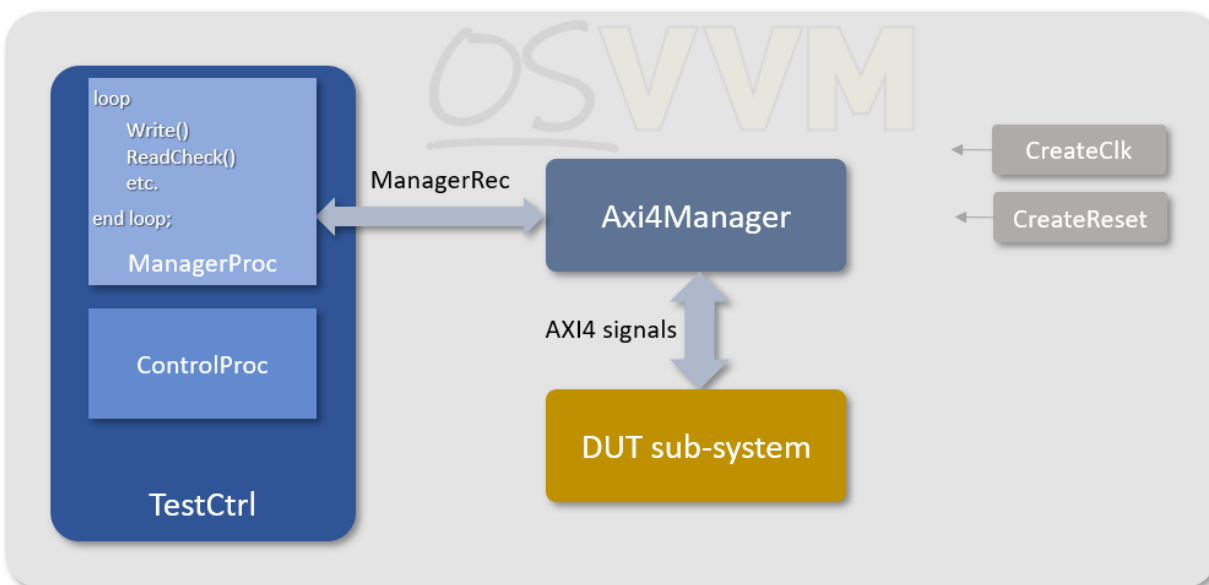 OSVVM
loop
Write()
ReadCheck()
etc.
end loop;
ManagerProc
ControlProc
TestCtrl
ManagerRec
Axi4Manager
AXI4 signals
DUT sub-system
CreateClk
CreateReset